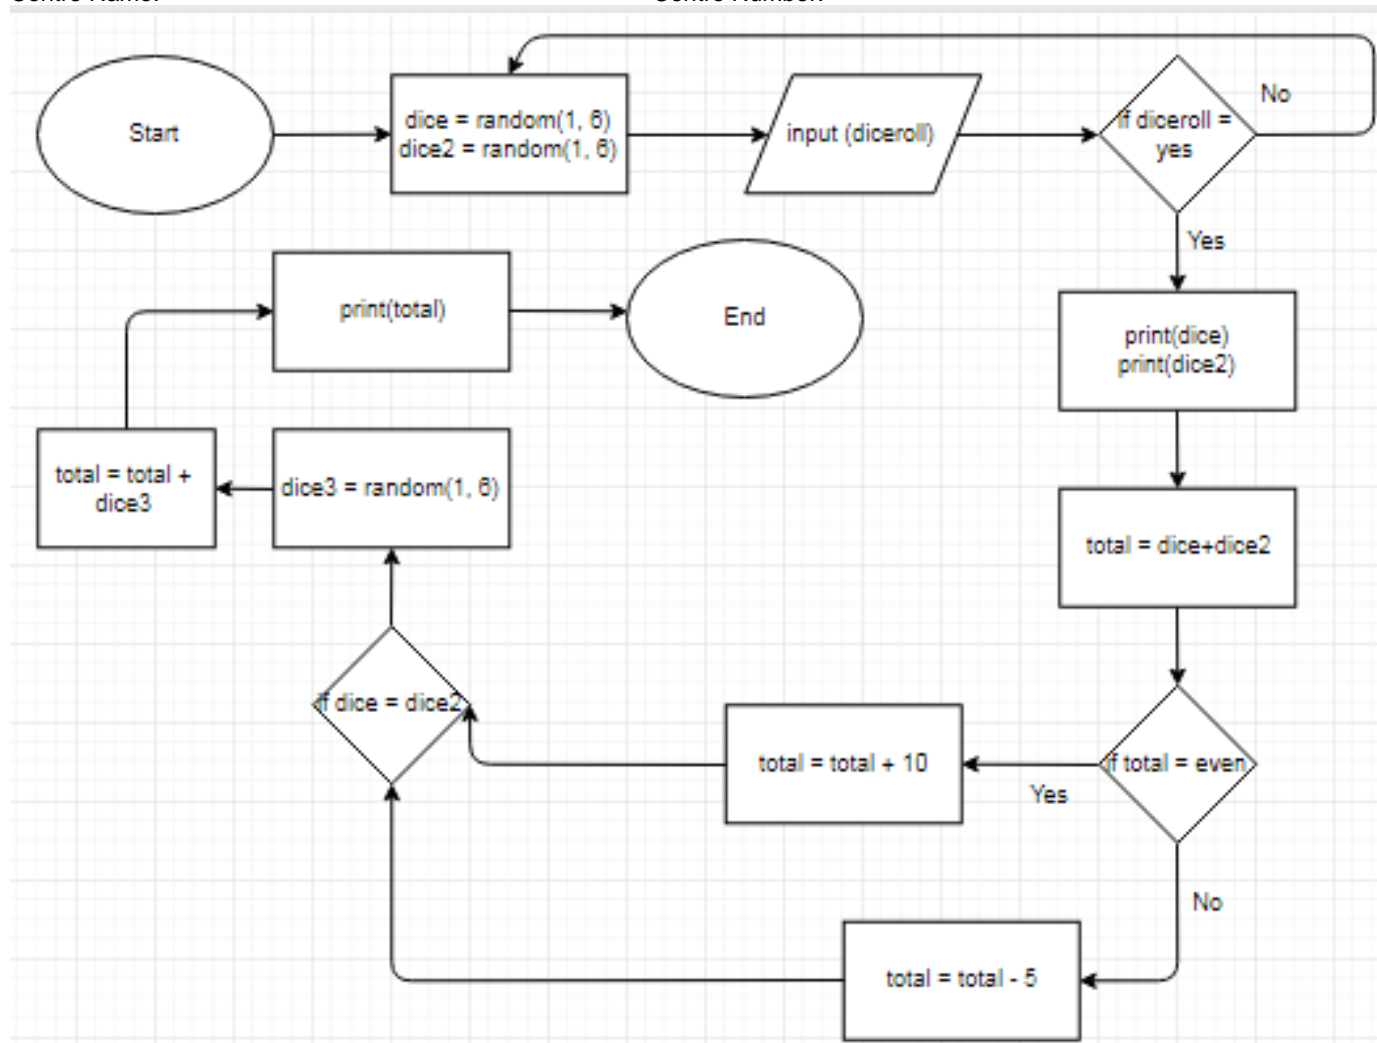 Start
dice = random(1, 6)
dice2 = random(1, 6)
input (diceroll)
If diceroll =
yes
No
Yes
print(dice)
print(dice2)
total = dice+dice2
if total = even
Yes
No
total = total + 10
total = total - 5
if dice = dice2
dice3 = random(1, 6)
total = total +
dice3
print(total)
End